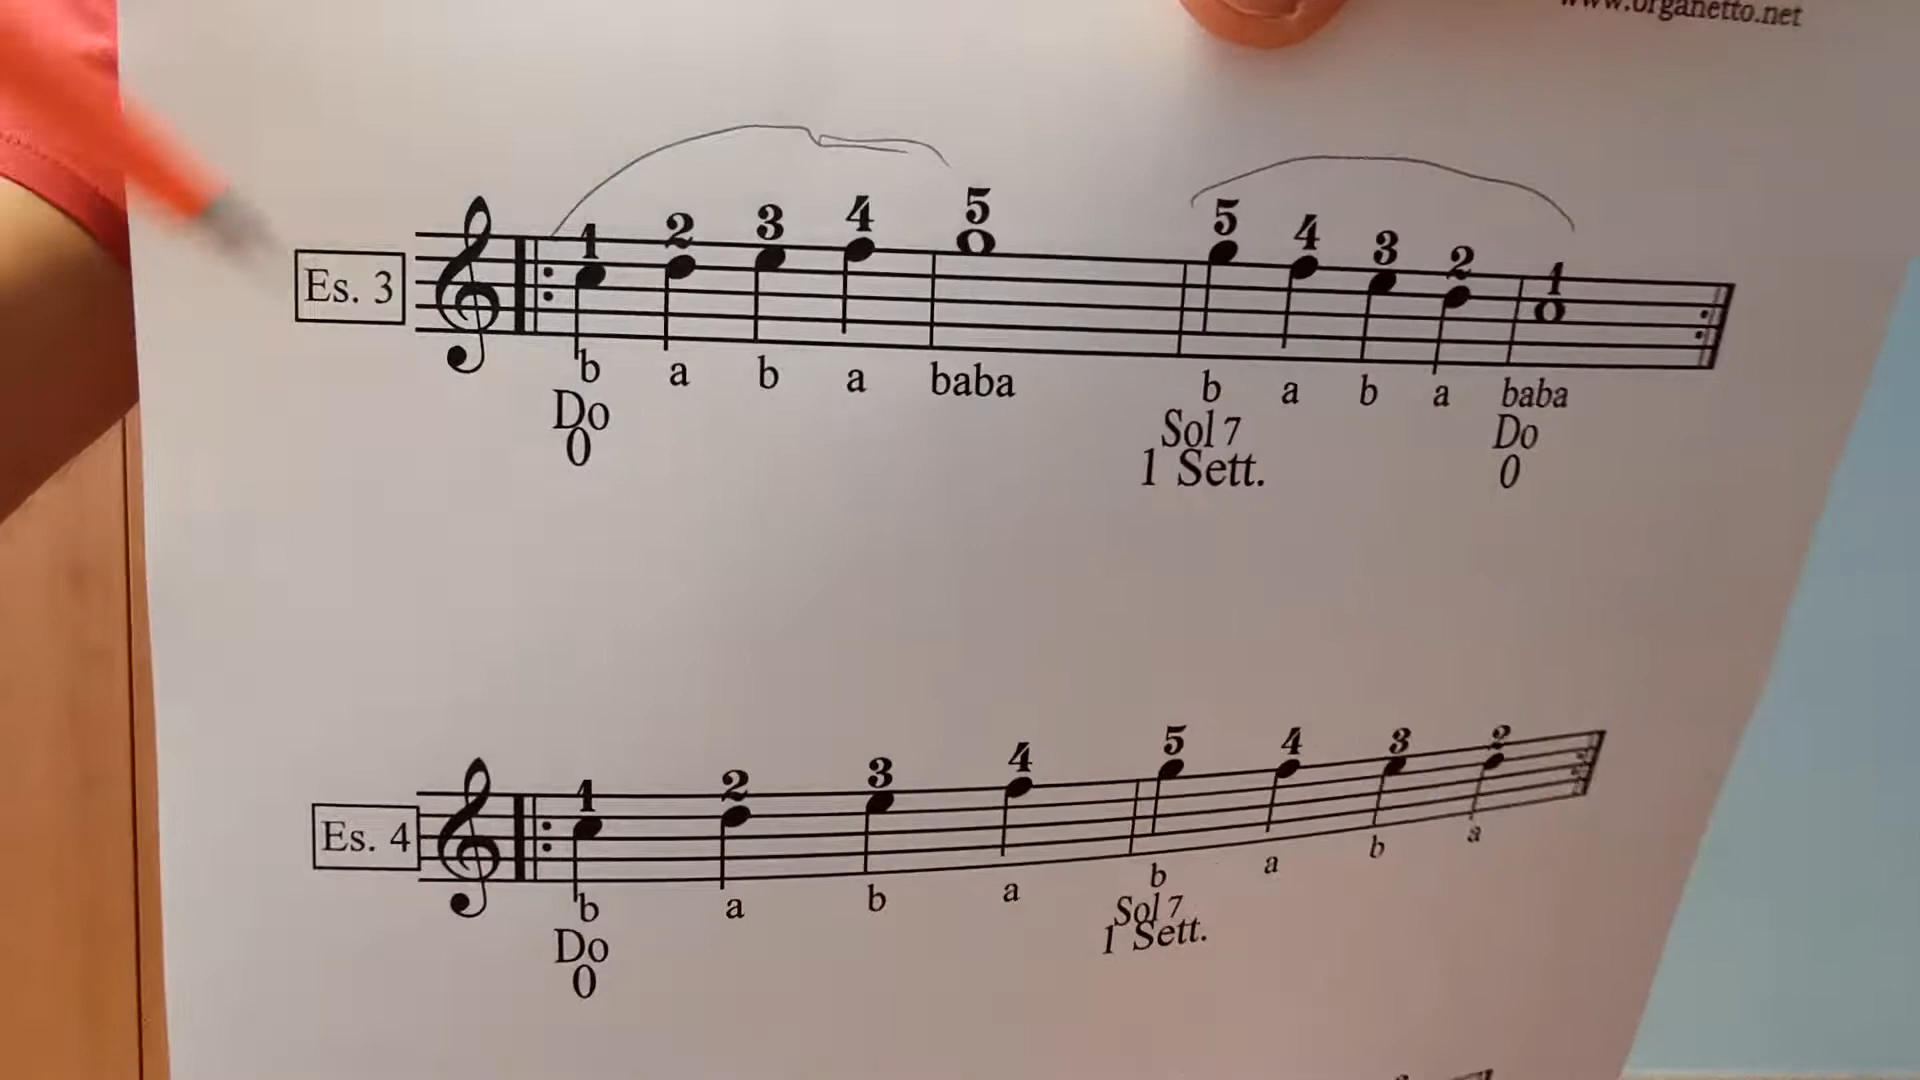 www.organetto.net
1 2 3 4 5 5 4 3 2 1
Es. 3
b a b a baba b a b a baba
Do Sol 7 Do
0 1 Sett. 0
1 2 3 4 5 4 3 2
Es. 4
b a b a b a b a
Do Sol 7
0 1 Sett.